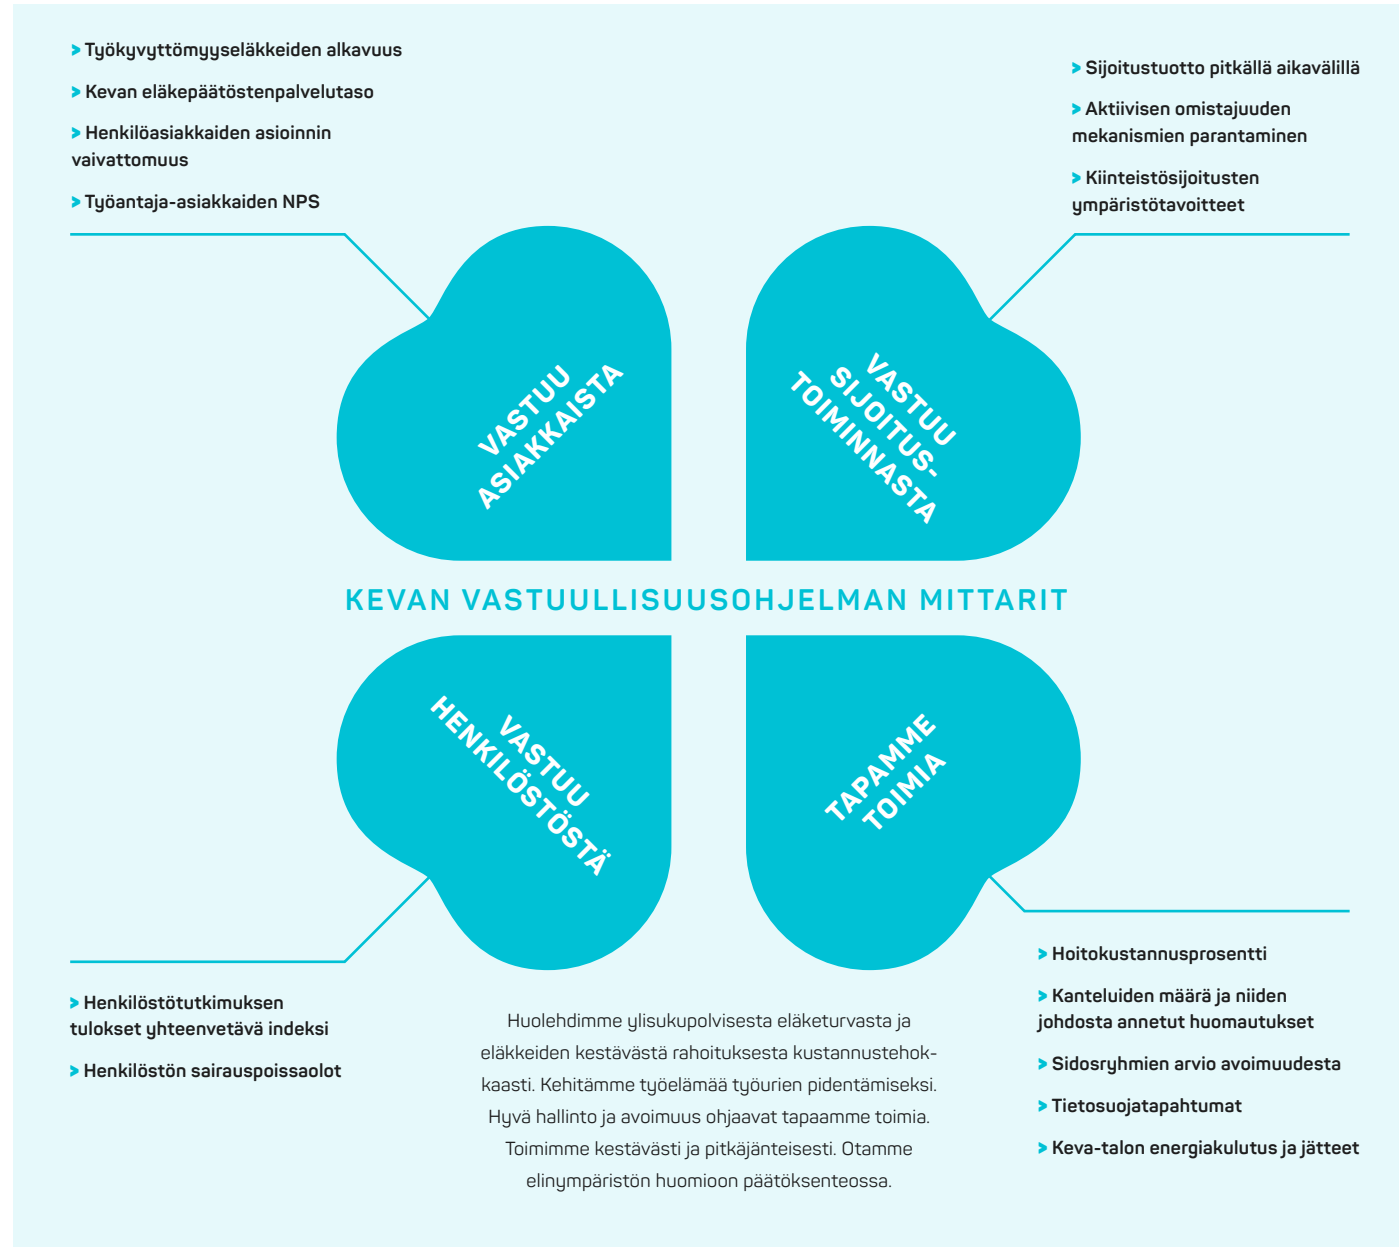 > Työkyvyttömyyseläkkeiden alkavuus
> Kevan eläkepäätöstenpalvelutaso
> Henkilöasiakkaiden asioinnin
vaivattomuus
> Työantaja-asiakkaiden NPS
> Sijoitustuotto pitkällä aikavälillä
> Aktiivisen omistajuuden
mekanismien parantaminen
> Kiinteistösijoitusten
ympäristötavoitteet
VASTUU
ASIAKKAISTA
VASTUU
SIJOITUS-
TOIMINNASTA
KEVAN VASTUULLISUUSOHJELMAN MITTARIT
VASTUU
HENKILÖSTÖSTÄ
TAPAMME
TOIMIA
> Henkilöstötutkimuksen
tulokset yhteenvetävä indeksi
> Henkilöstön sairauspoissaolot
Huolehdimme ylisukupolvisesta eläketurvasta ja
eläkkeiden kestävästä rahoituksesta kustannustehok-
kaasti. Kehitämme työelämää työurien pidentämiseksi.
Hyvä hallinto ja avoimuus ohjaavat tapaamme toimia.
Toimimme kestävästi ja pitkäjänteisesti. Otamme
elinympäristön huomioon päätöksenteossa.
> Hoitokustannusprosentti
> Kanteluiden määrä ja niiden
johdosta annetut huomautukset
> Sidosryhmien arvio avoimuudesta
> Tietosuojatapahtumat
> Keva-talon energiakulutus ja jätteet